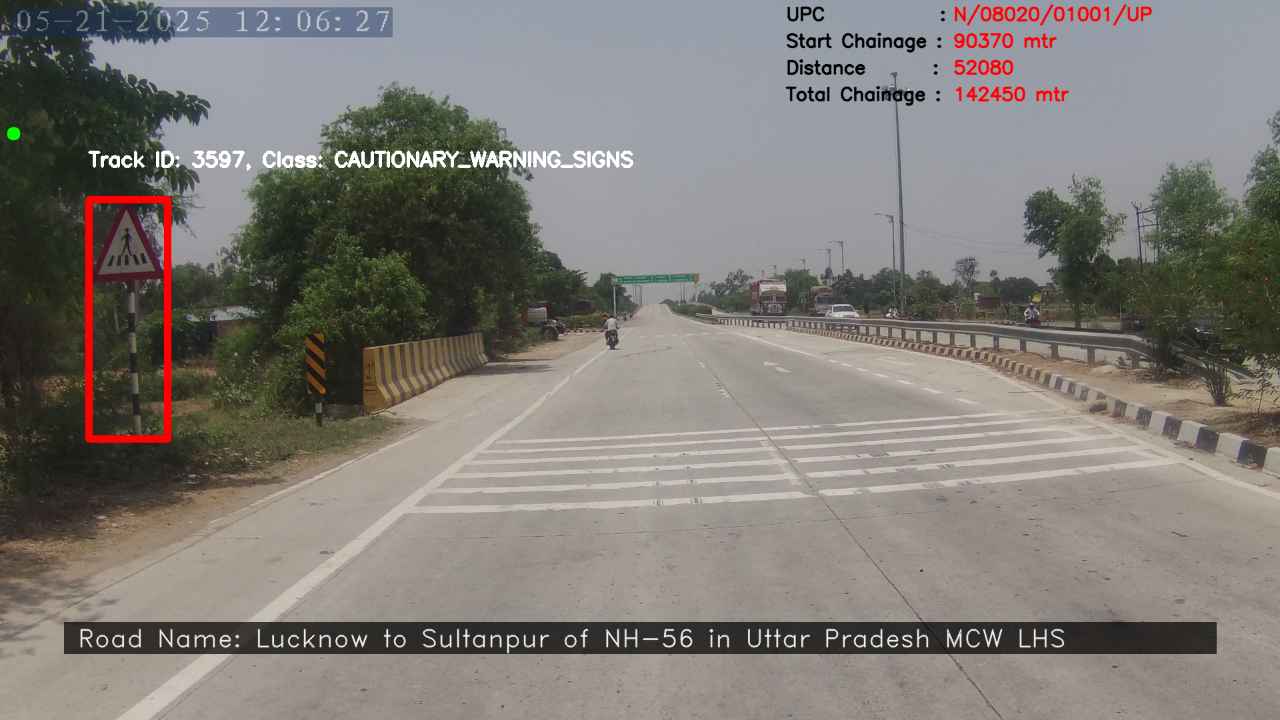 05-21-2025 12:06:27
UPC : N/08020/01001/UP
Start Chainage : 90370 mtr
Distance : 52080
Total Chainage : 142450 mtr
Track ID: 3597, Class: CAUTIONARY_WARNING_SIGNS
Road Name: Lucknow to Sultanpur of NH-56 in Uttar Pradesh MCW LHS